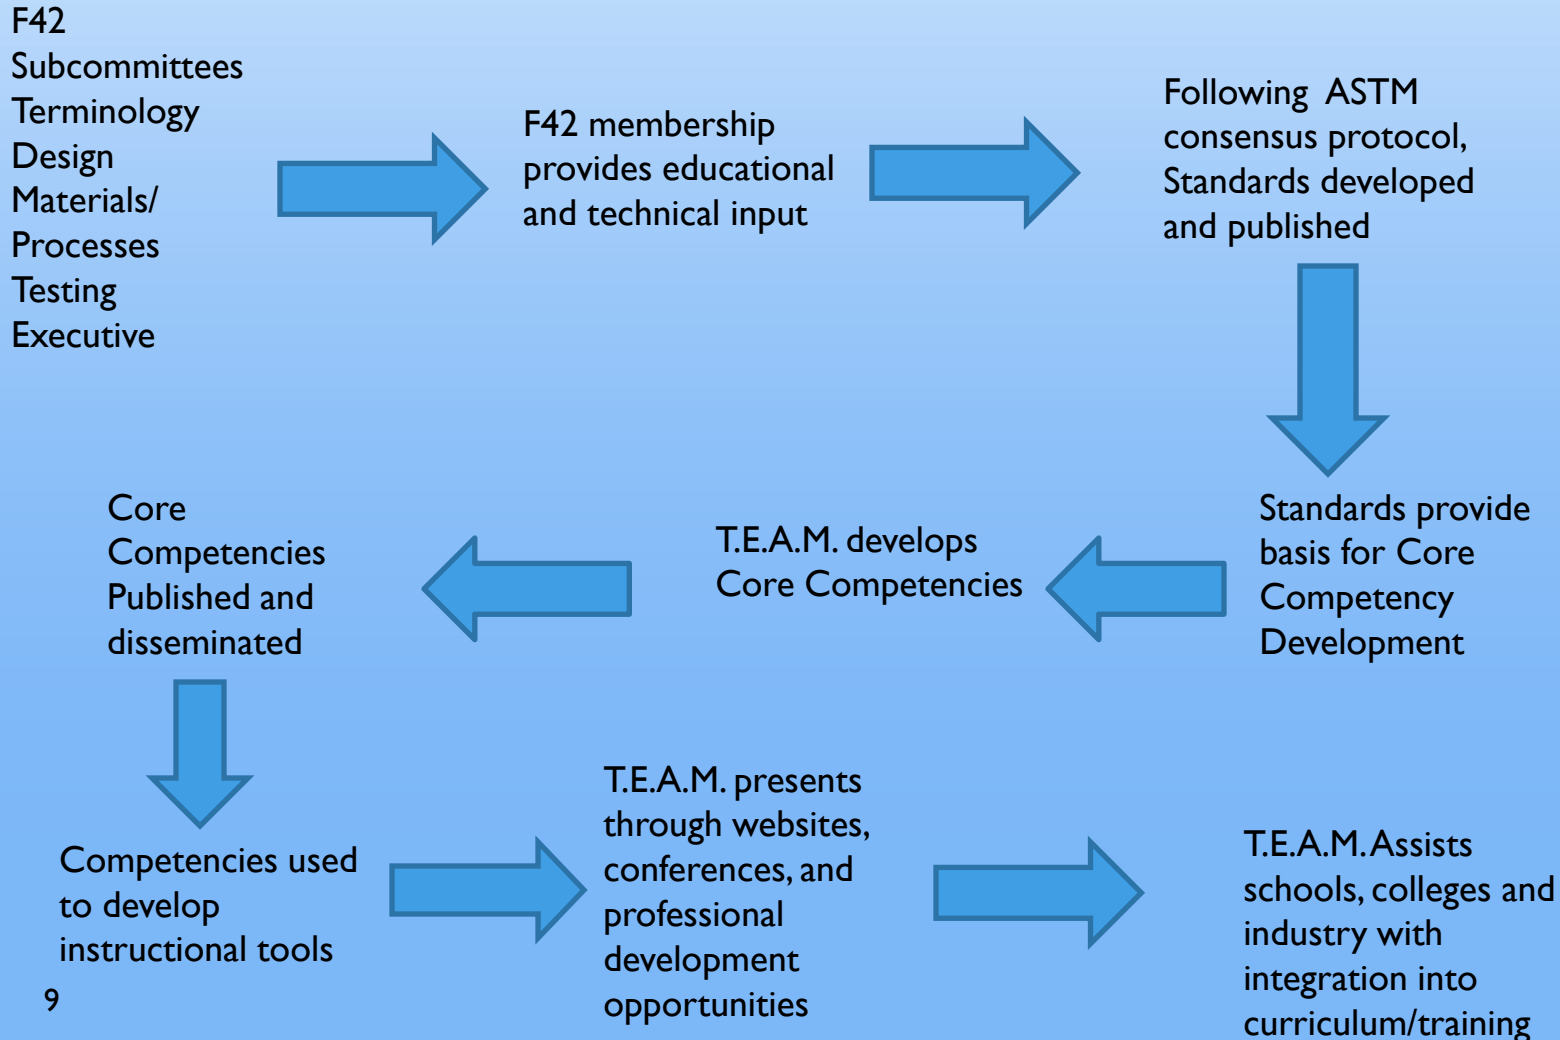 F42
Subcommittees
Terminology
Design
Materials/
Processes
Testing
Executive
F42 membership
provides educational
and technical input
Following ASTM
consensus protocol,
Standards developed
and published
Standards provide
basis for Core
Competency
Development
T.E.A.M. develops
Core Competencies
Core
Competencies
Published and
disseminated
Competencies used
to develop
instructional tools
T.E.A.M. presents
through websites,
conferences, and
professional
development
opportunities
T.E.A.M. Assists
schools, colleges and
industry with
integration into
curriculum/training
9